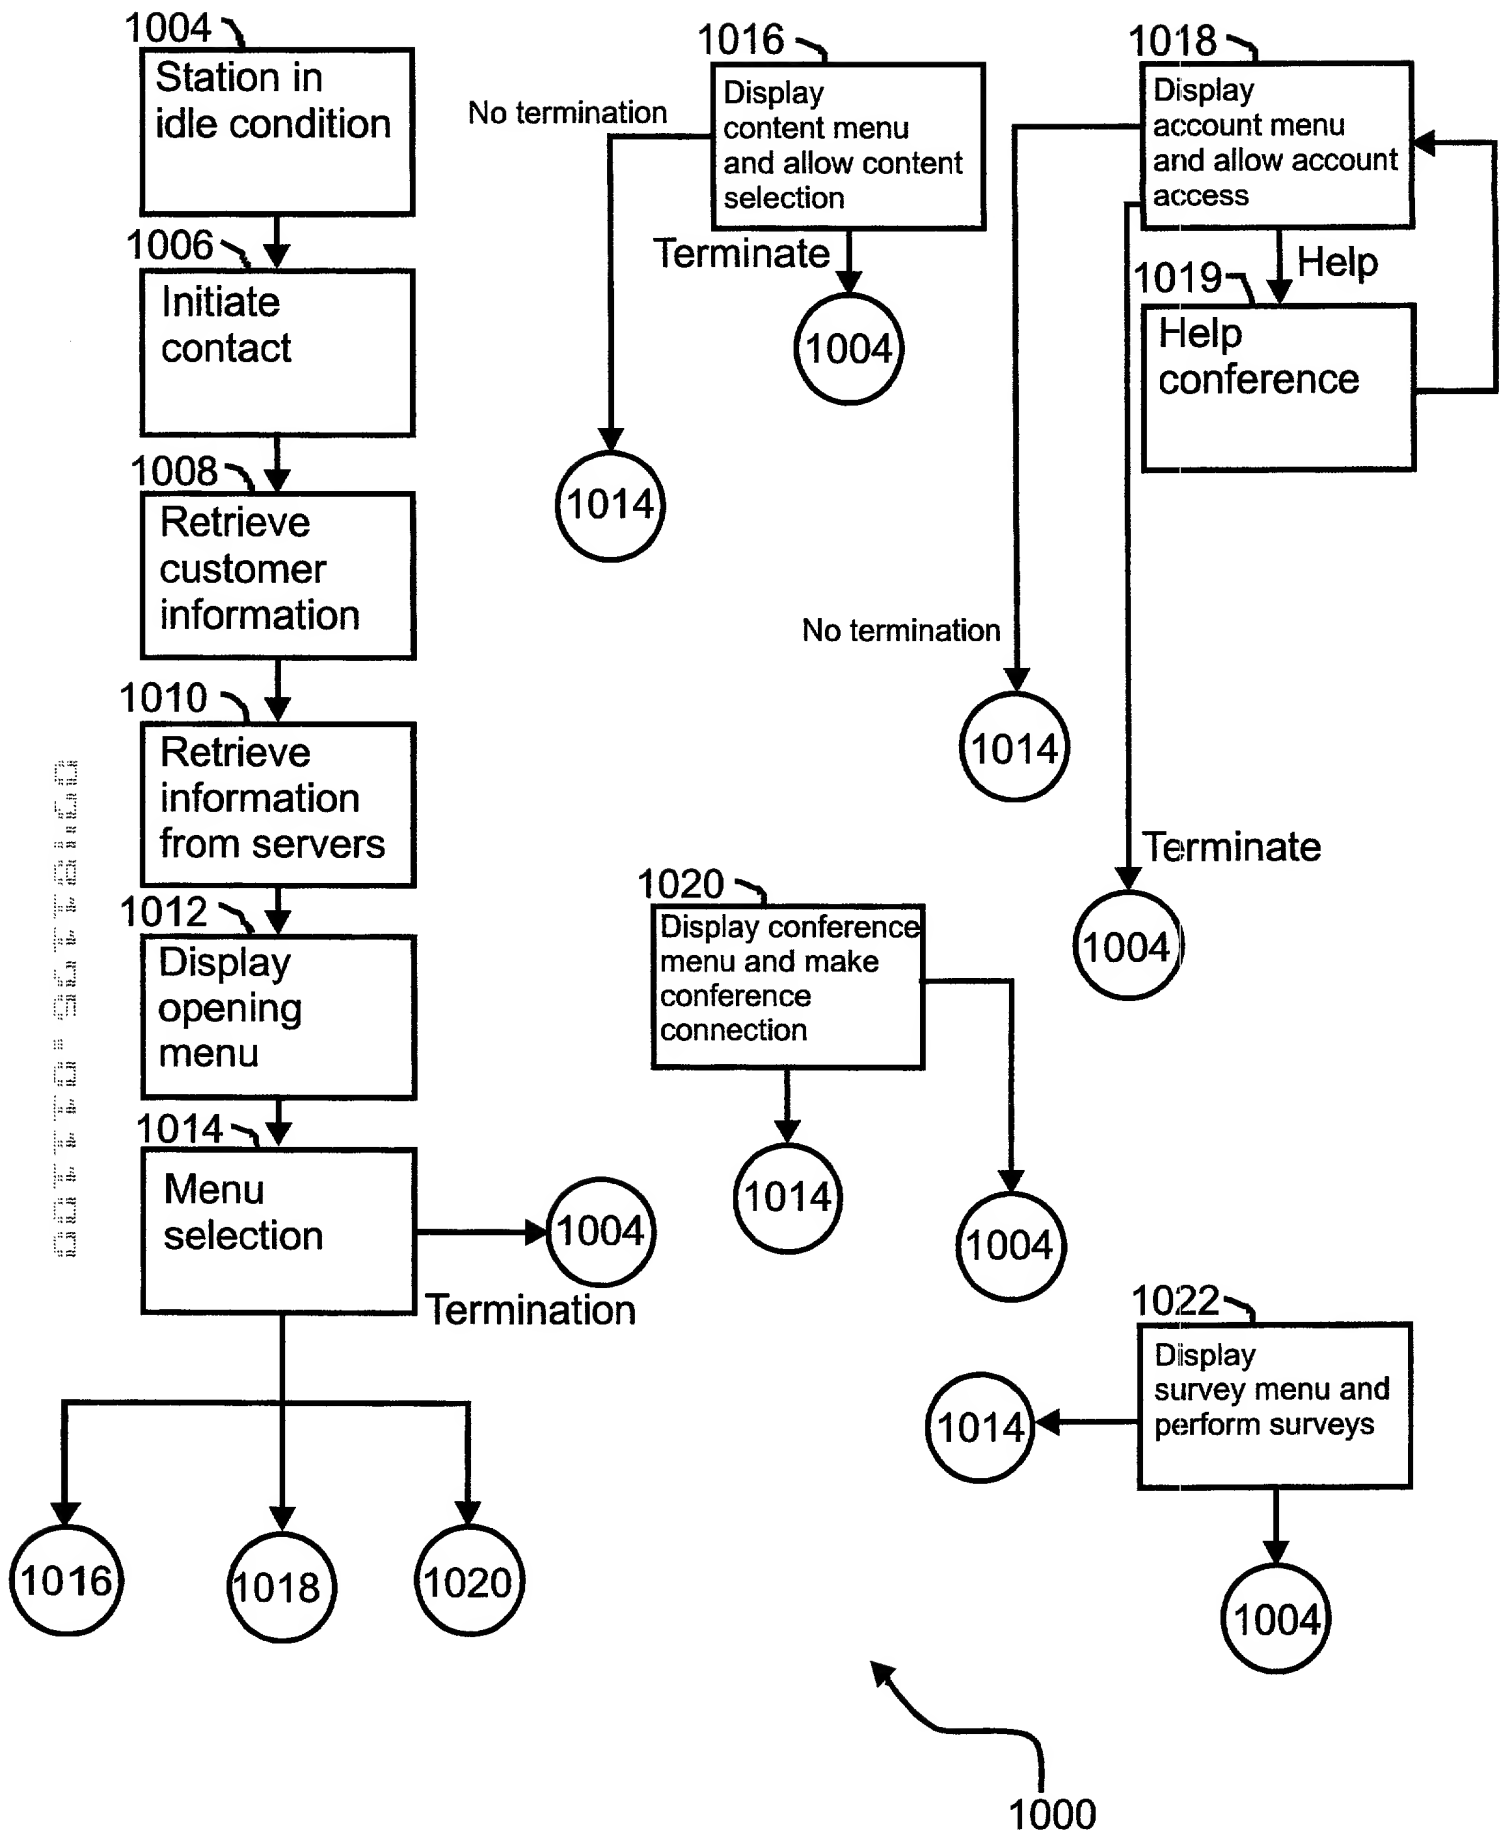 1004
Station in
idle condition
1006
Initiate
contact
1008
Retrieve
customer
information
1010
Retrieve
information
from servers
1012
Display
opening
menu
1014
Menu
selection
1004
Termination
1016
1018
1020
1016
Display
content menu
and allow content
selection
No termination
Terminate
1004
1014
1018
Display
account menu
and allow account
access
Help
1019
Help
conference
No termination
1014
Terminate
1004
1020
Display conference
menu and make
conference
connection
1014
1004
1022
Display
survey menu and
perform surveys
1014
1004
1000